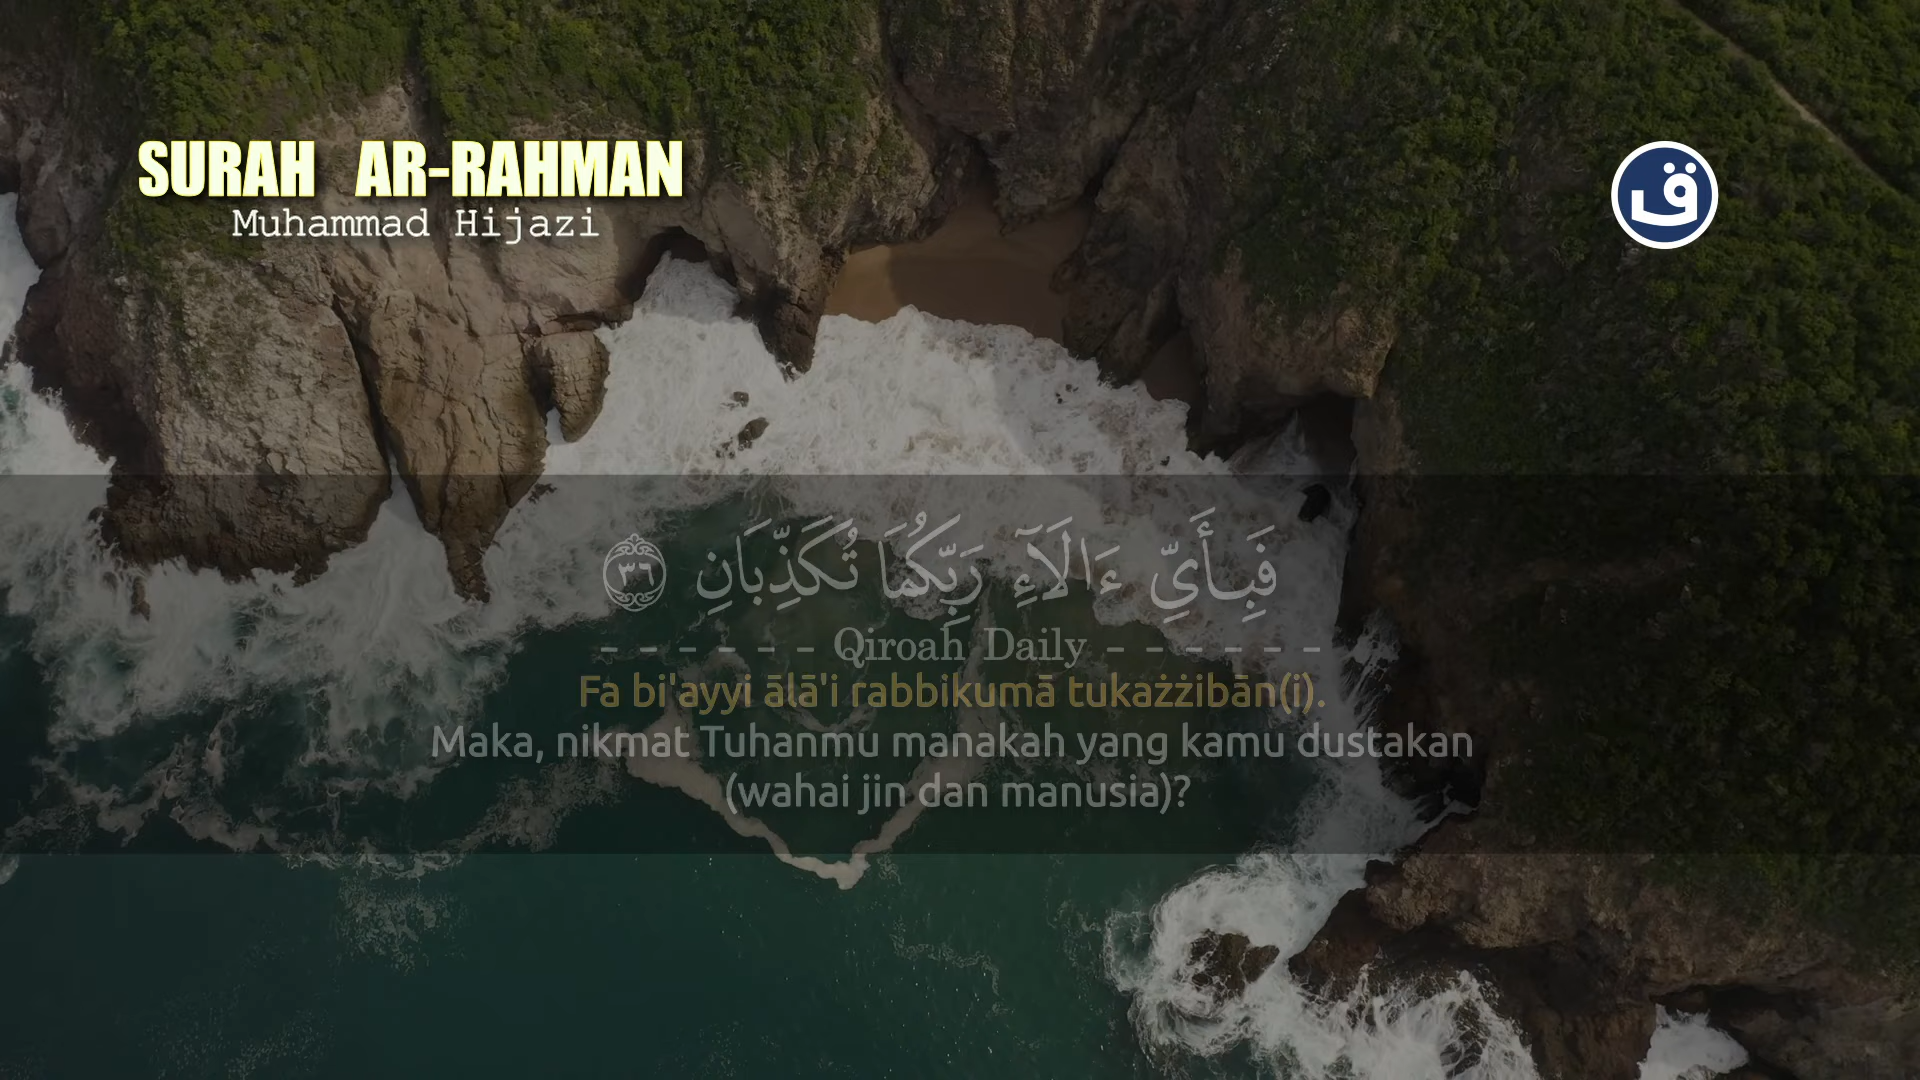 SURAH AR-RAHMAN
Muhammad Hijazi
ق
فَبِأَيِّ ءَالَآءِ رَبِّكُمَا تُكَذِّبَانِ ٣٦
- - - - - - Qiroah Daily - - - - - -
Fa bi'ayyi ālā'i rabbikumā tukażżibān(i).
Maka, nikmat Tuhanmu manakah yang kamu dustakan
(wahai jin dan manusia)?